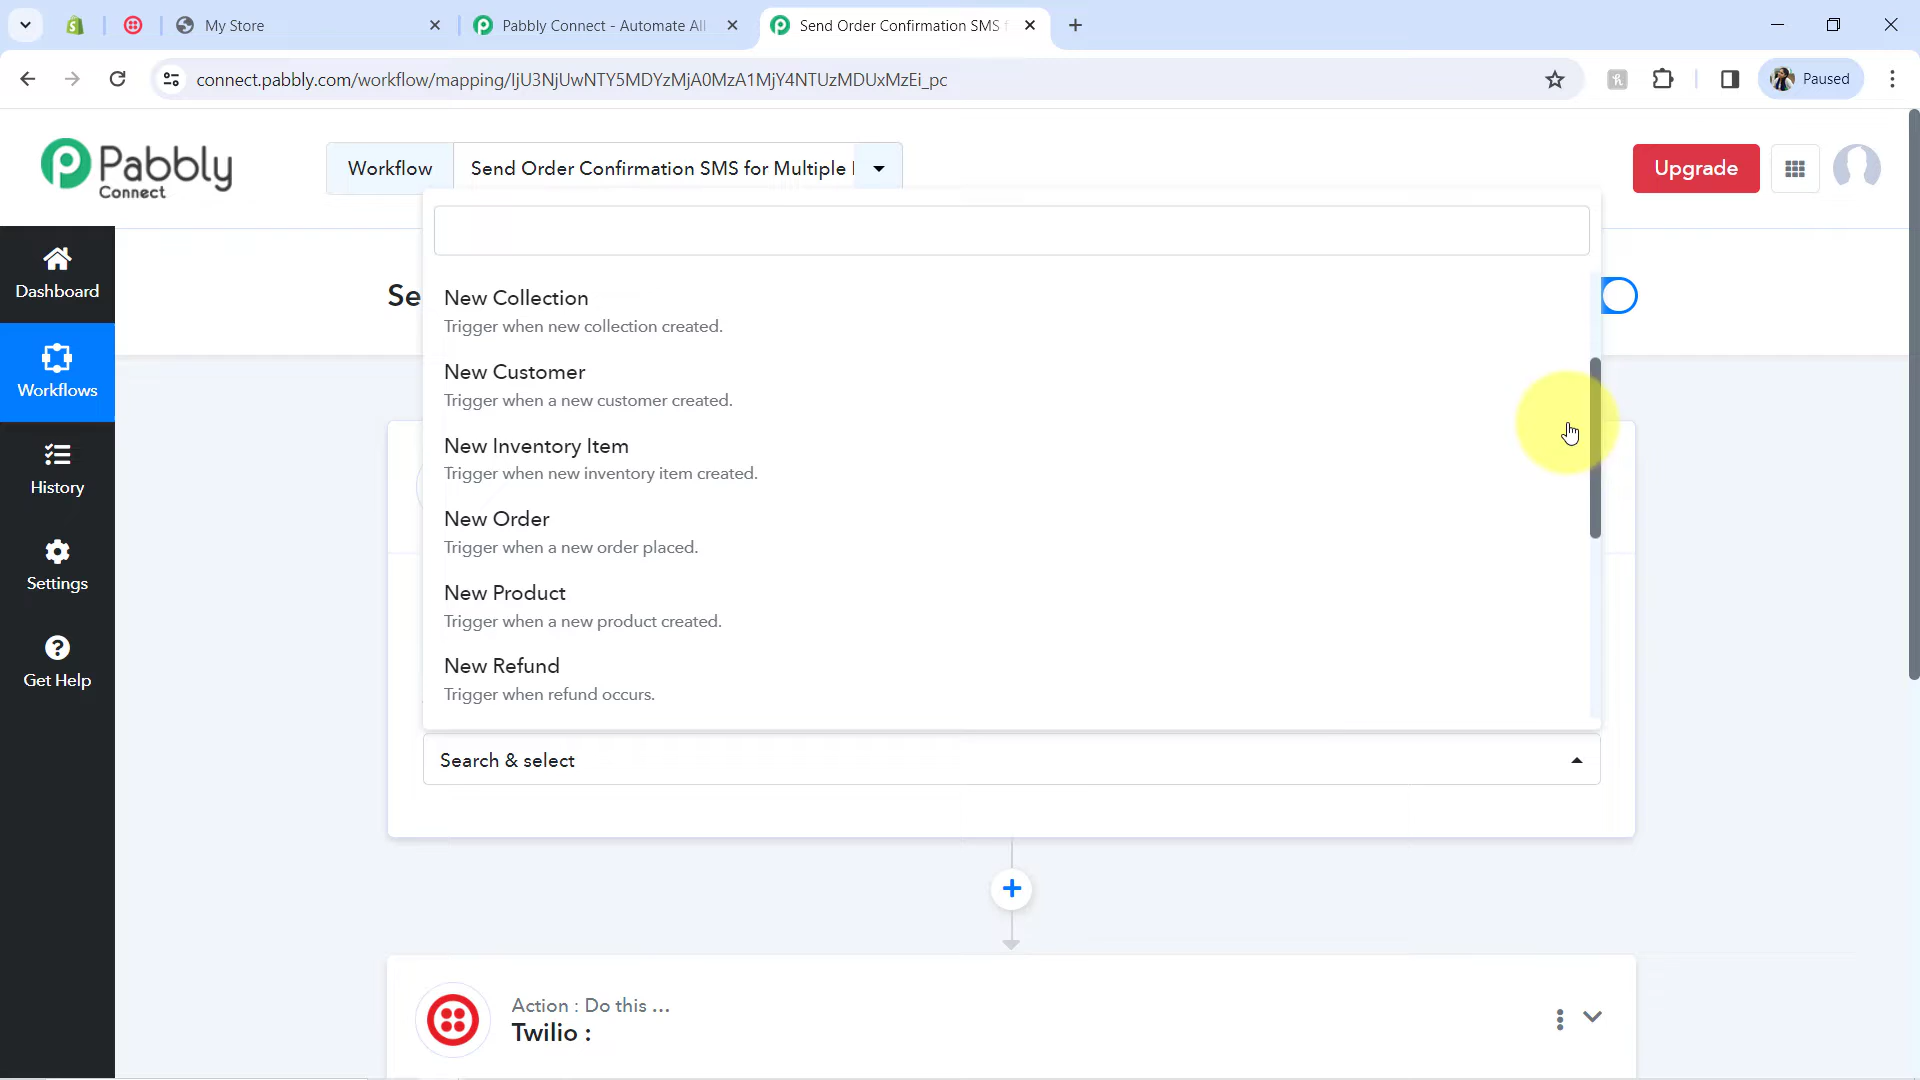 My Store
Pabbly Connect - Automate All
Send Order Confirmation SMS f
connect.pabbly.com/workflow/mapping/IjU3NjUwNTY5MDYzMjA0MzA1MjY4NTUzMDUxMzEi_pc
Paused
Pabbly
Connect
Workflow
Send Order Confirmation SMS for Multiple
Upgrade
Dashboard
Se
New Collection
Trigger when new collection created.
New Customer
Trigger when a new customer created.
Workflows
New Inventory Item
Trigger when new inventory item created.
History
New Order
Trigger when a new order placed.
Settings
New Product
Trigger when a new product created.
Get Help
New Refund
Trigger when refund occurs.
Search & select
Action : Do this ...
Twilio :